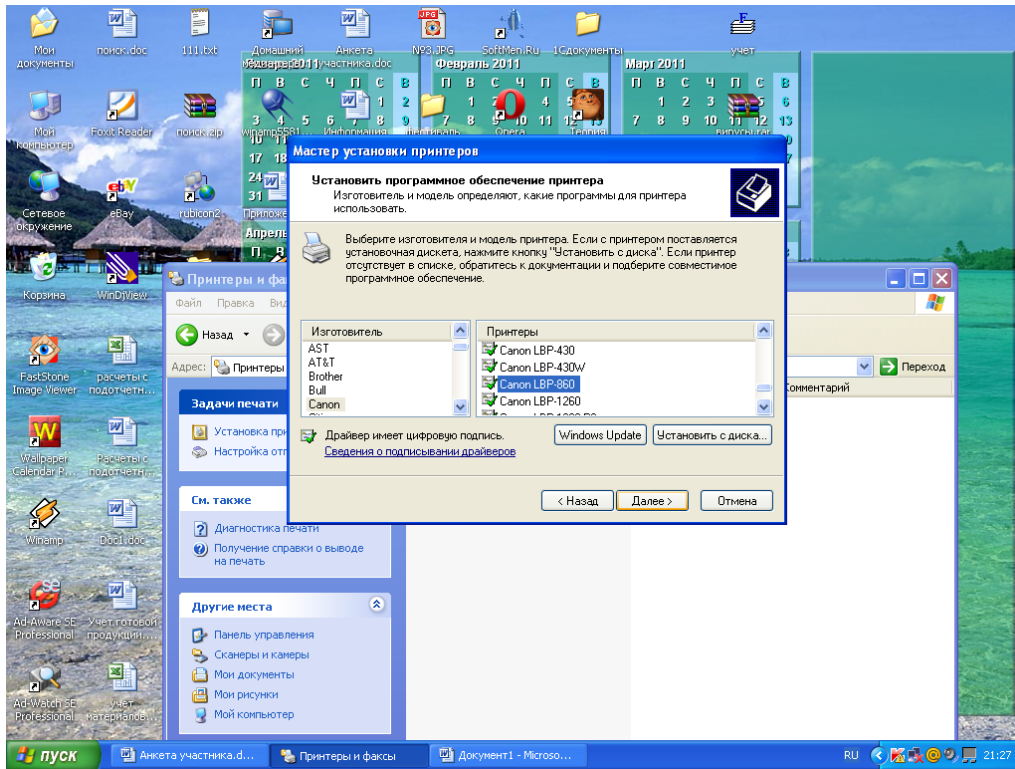 Мои документы
поиск.doc
111.txt
Домашний
Анкета участника.doc
№3.JPG
SoftMen.Ru
1Сдокументы
учет
Февраль 2011
Март 2011
П В С Ч П С В
П В С Ч П С В
П В С Ч П С В
Мой компьютер
Foxit Reader
поиск.zip
winamp5581...
Информация
фестиваль
Opera
Теория
вирусы.rar
Сетевое окружение
eBay
rubicon2
Корзина
WinDjView
FastStone Image Viewer
расчеты с подотчетн...
Wallpaper Calendar P...
Расчеты с подотчетн...
Winamp
Doc1.doc
Ad-Aware SE Professional
Учет готовой продукции....
Ad-Watch SE Professional
учет материалов...
Мастер установки принтеров
Установить программное обеспечение принтера
Изготовитель и модель определяют, какие программы для принтера
использовать.
Выберите изготовителя и модель принтера. Если с принтером поставляется
установочная дискета, нажмите кнопку "Установить с диска". Если принтер
отсутствует в списке, обратитесь к документации и подберите совместимое
программное обеспечение.
Изготовитель
AST
AT&T
Brother
Bull
Canon
Принтеры
Canon LBP-430
Canon LBP-430W
Canon LBP-860
Canon LBP-1260
Драйвер имеет цифровую подпись.
Сведения о подписывании драйверов
Windows Update
Установить с диска...
< Назад
Далее >
Отмена
Принтеры и фа
Файл Правка Вид
Назад
Адрес: Принтеры
Переход
Комментарий
Задачи печати
Установка при
Настройка отп
См. также
Диагностика печати
Получение справки о выводе
на печать
Другие места
Панель управления
Сканеры и камеры
Мои документы
Мои рисунки
Мой компьютер
пуск
Анкета участника.d...
Принтеры и факсы
Документ1 - Microso...
RU
21:27